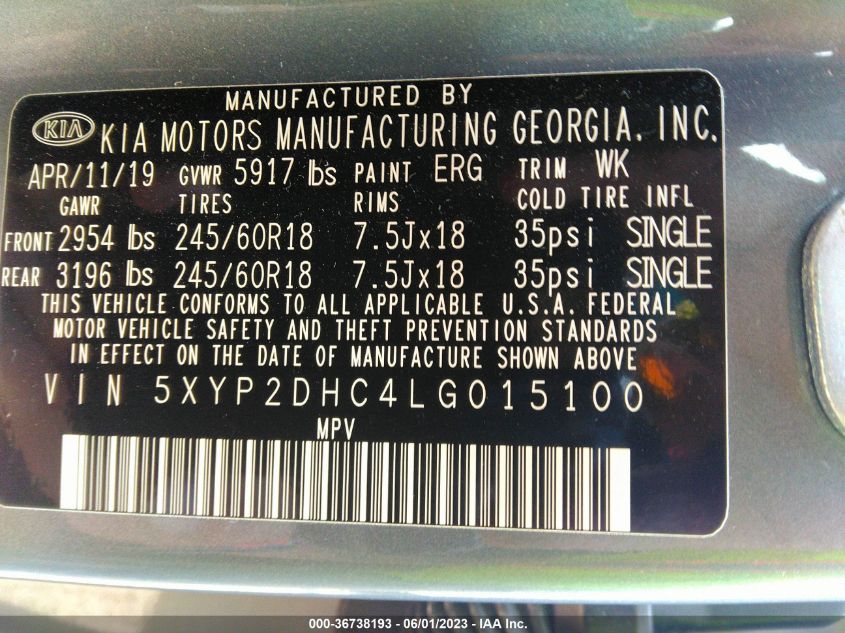 MANUFACTURED BY
KIA KIA MOTORS MANUFACTURING GEORGIA, INC.
APR/11/19 GVWR 5917 lbs PAINT ERG TRIM WK
GAWR TIRES RIMS COLD TIRE INFL
FRONT 2954 lbs 245/60R18 7.5Jx18 35psi SINGLE
REAR 3196 lbs 245/60R18 7.5Jx18 35psi SINGLE
THIS VEHICLE CONFORMS TO ALL APPLICABLE U.S.A. FEDERAL
MOTOR VEHICLE SAFETY AND THEFT PREVENTION STANDARDS
IN EFFECT ON THE DATE OF MANUFACTURE SHOWN ABOVE
VIN 5XYP2DHC4LG015100
MPV
000-36738193 - 06/01/2023 - IAA Inc.